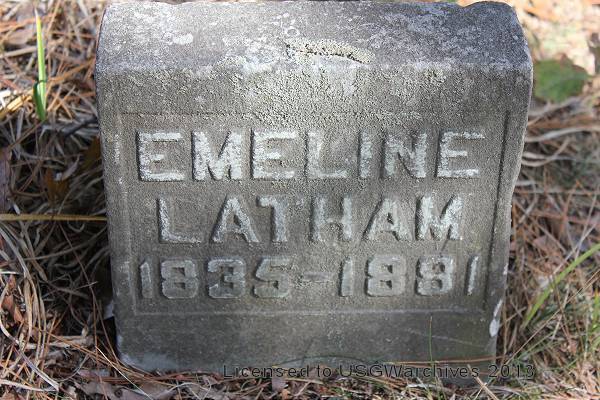 EMELINE
LATHAM
1835-1881
Licensed to USGWarchives 2013